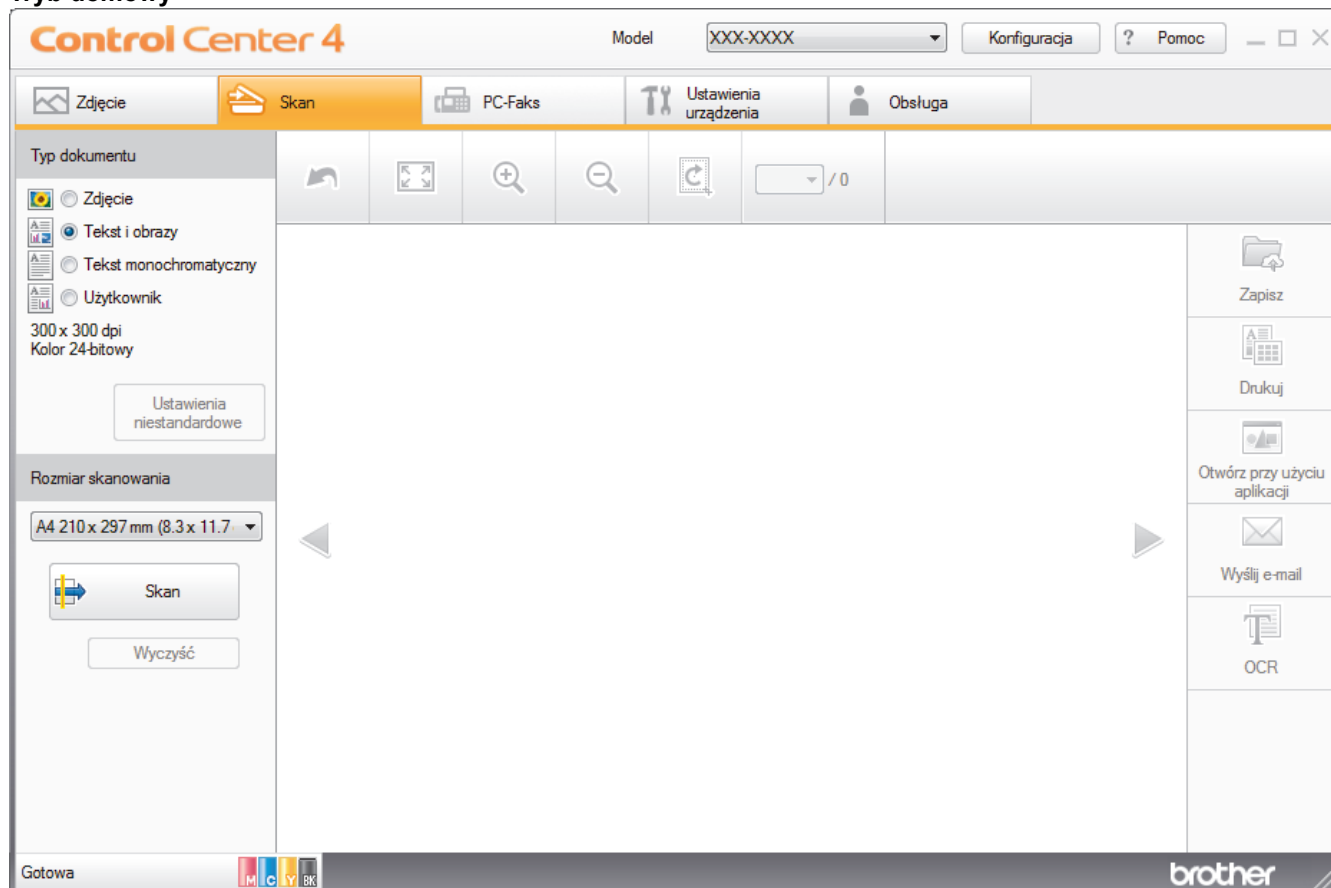 Control Center 4
Model
XXX-XXXX
Konfiguracja
? Pomoc
Zdjęcie
Skan
PC-Faks
Ustawienia
urządzenia
Obsługa
Typ dokumentu
/ 0
Zdjęcie
Tekst i obrazy
Tekst monochromatyczny
Użytkownik
300 x 300 dpi
Kolor 24-bitowy
Ustawienia
niestandardowe
Rozmiar skanowania
A4 210 x 297 mm (8.3 x 11.7
Skan
Wyczyść
Zapisz
Drukuj
Otwórz przy użyciu
aplikacji
Wyślij e-mail
OCR
Gotowa
M C Y BK
brother